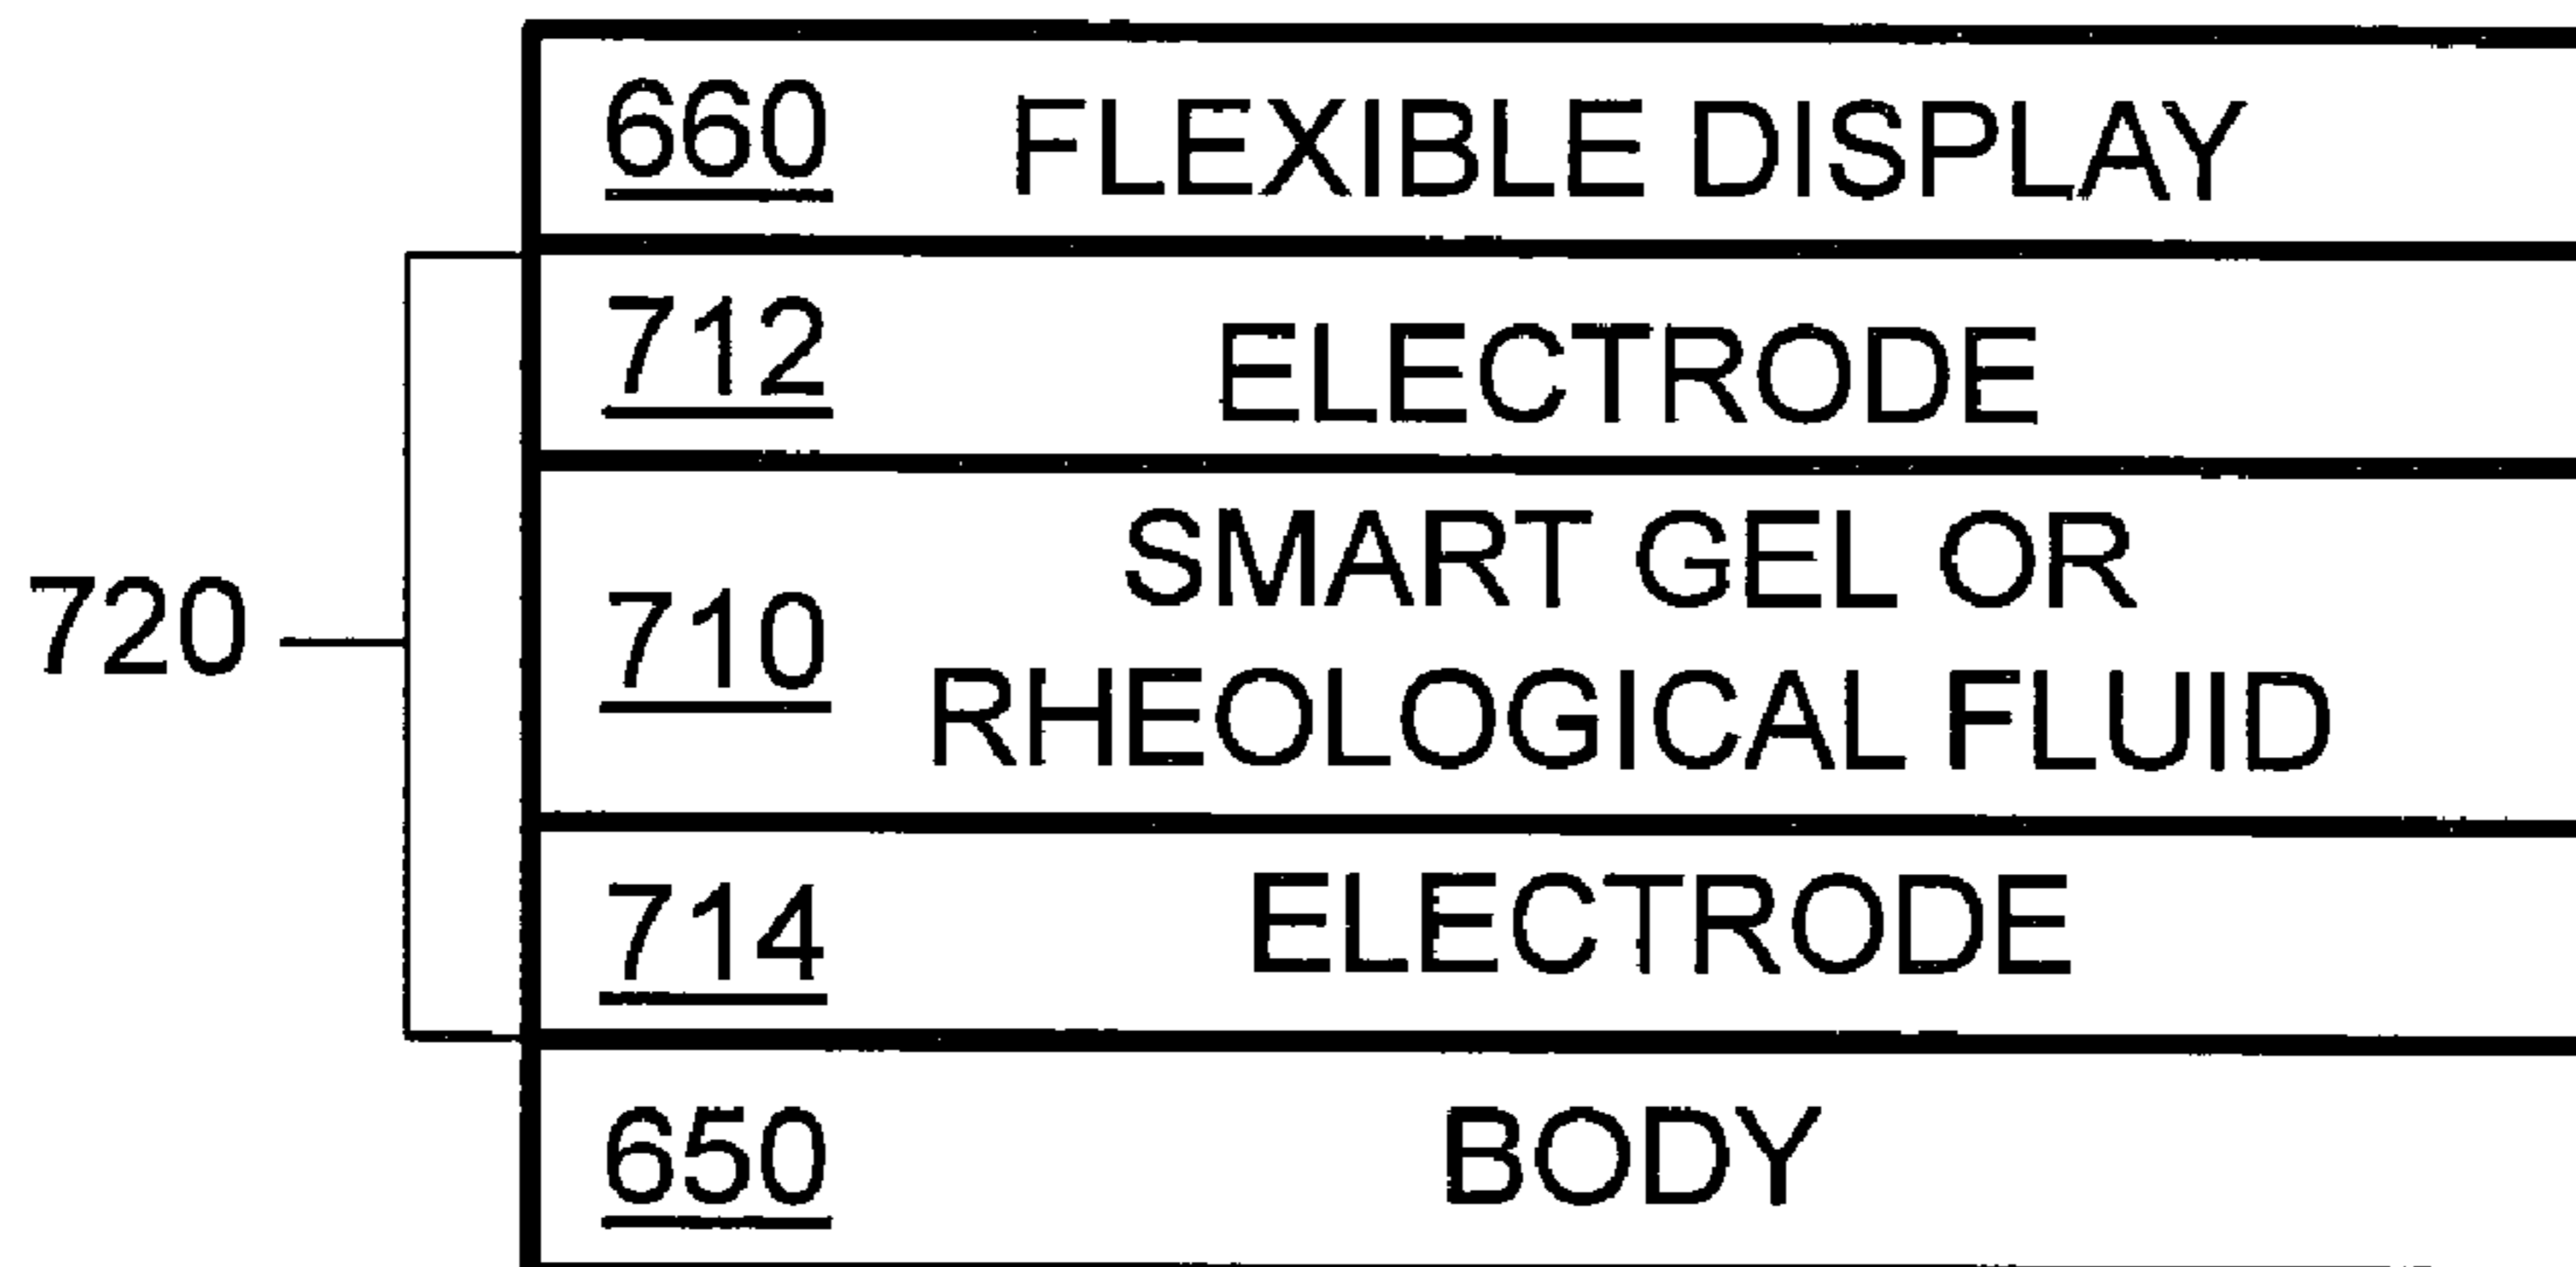 660 FLEXIBLE DISPLAY
712 ELECTRODE
SMART GEL OR
720 710
RHEOLOGICAL FLUID
714 ELECTRODE
650 BODY